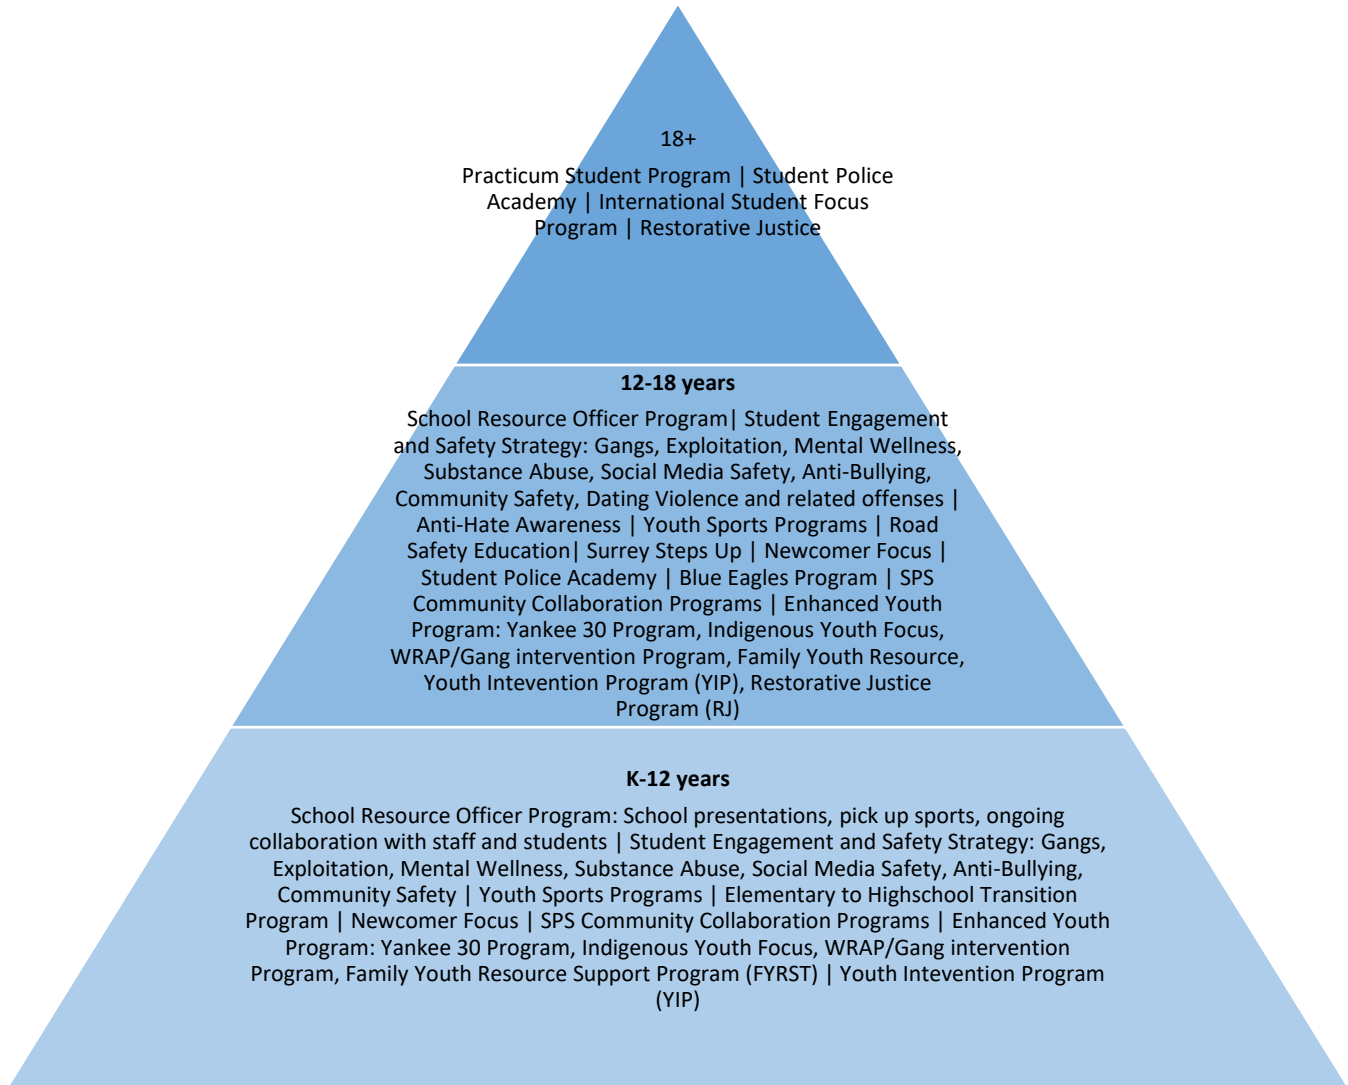 18+
Practicum Student Program | Student Police
Academy | International Student Focus
Program | Restorative Justice
12-18 years
School Resource Officer Program| Student Engagement
and Safety Strategy: Gangs, Exploitation, Mental Wellness,
Substance Abuse, Social Media Safety, Anti-Bullying,
Community Safety, Dating Violence and related offenses |
Anti-Hate Awareness | Youth Sports Programs | Road
Safety Education| Surrey Steps Up | Newcomer Focus |
Student Police Academy | Blue Eagles Program | SPS
Community Collaboration Programs | Enhanced Youth
Program: Yankee 30 Program, Indigenous Youth Focus,
WRAP/Gang intervention Program, Family Youth Resource,
Youth Intevention Program (YIP), Restorative Justice
Program (RJ)
K-12 years
School Resource Officer Program: School presentations, pick up sports, ongoing
collaboration with staff and students | Student Engagement and Safety Strategy: Gangs,
Exploitation, Mental Wellness, Substance Abuse, Social Media Safety, Anti-Bullying,
Community Safety | Youth Sports Programs | Elementary to Highschool Transition
Program | Newcomer Focus | SPS Community Collaboration Programs | Enhanced Youth
Program: Yankee 30 Program, Indigenous Youth Focus, WRAP/Gang intervention
Program, Family Youth Resource Support Program (FYRST) | Youth Intevention Program
(YIP)